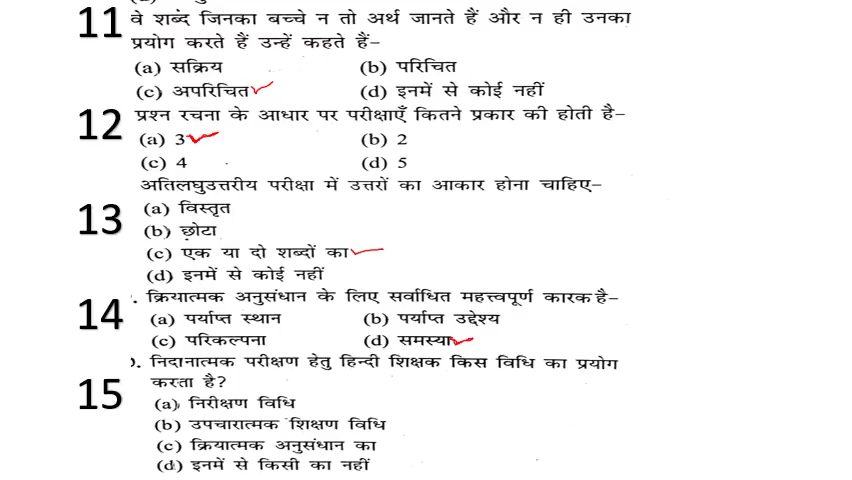 11 वे शब्द जिनका बच्चे न तो अर्थ जानते हैं और न ही उनका
प्रयोग करते हैं उन्हें कहते हैं–
(a) सक्रिय (b) परिचित
(c) अपरिचित (d) इनमें से कोई नहीं
12 प्रश्न रचना के आधार पर परीक्षाएँ कितने प्रकार की होती है–
(a) 3 (b) 2
(c) 4 (d) 5
13 अतिलघुउत्तरीय परीक्षा में उत्तरों का आकार होना चाहिए–
(a) विस्तृत
(b) छोटा
(c) एक या दो शब्दों का
(d) इनमें से कोई नहीं
14 . क्रियात्मक अनुसंधान के लिए सर्वाधित महत्त्वपूर्ण कारक है–
(a) पर्याप्त स्थान (b) पर्याप्त उद्देश्य
(c) परिकल्पना (d) समस्या
15 . निदानात्मक परीक्षण हेतु हिन्दी शिक्षक किस विधि का प्रयोग
करता है?
(a) निरीक्षण विधि
(b) उपचारात्मक शिक्षण विधि
(c) क्रियात्मक अनुसंधान का
(d) इनमें से किसी का नहीं